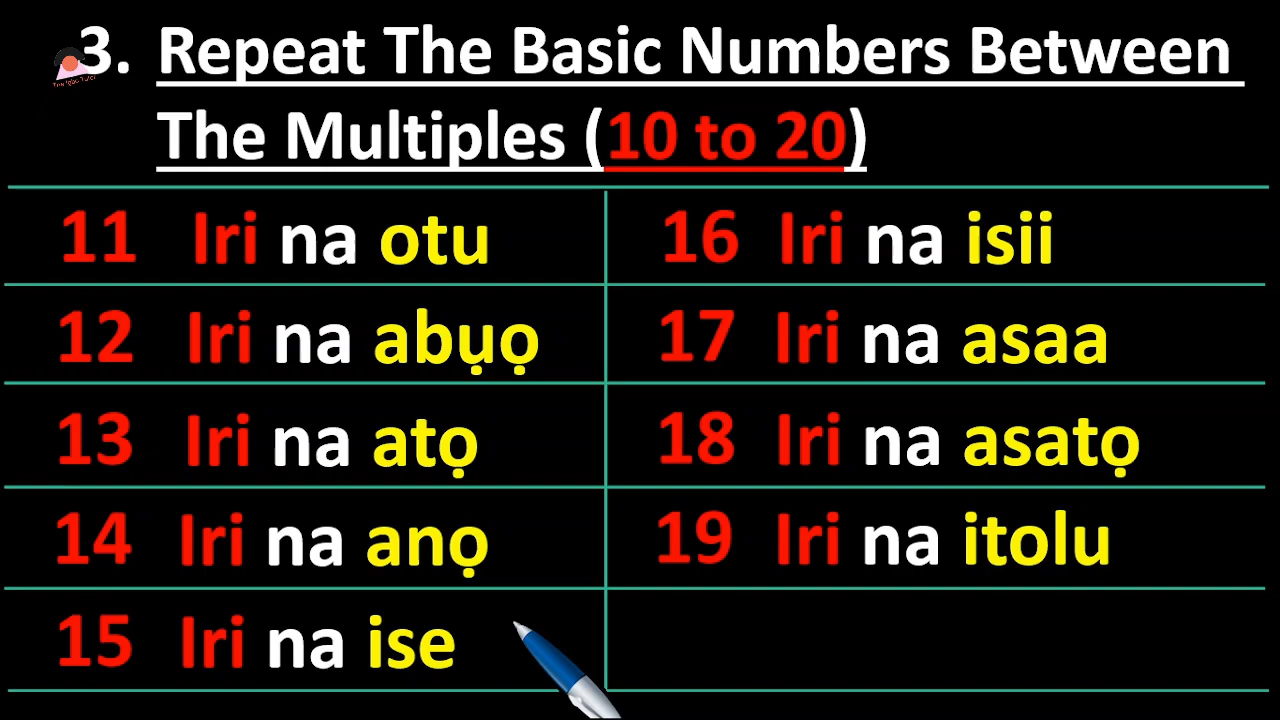 3. Repeat The Basic Numbers Between
The Multiples (10 to 20)
11 Iri na otu
12 Iri na abụọ
13 Iri na atọ
14 Iri na anọ
15 Iri na ise
16 Iri na isii
17 Iri na asaa
18 Iri na asatọ
19 Iri na itolu